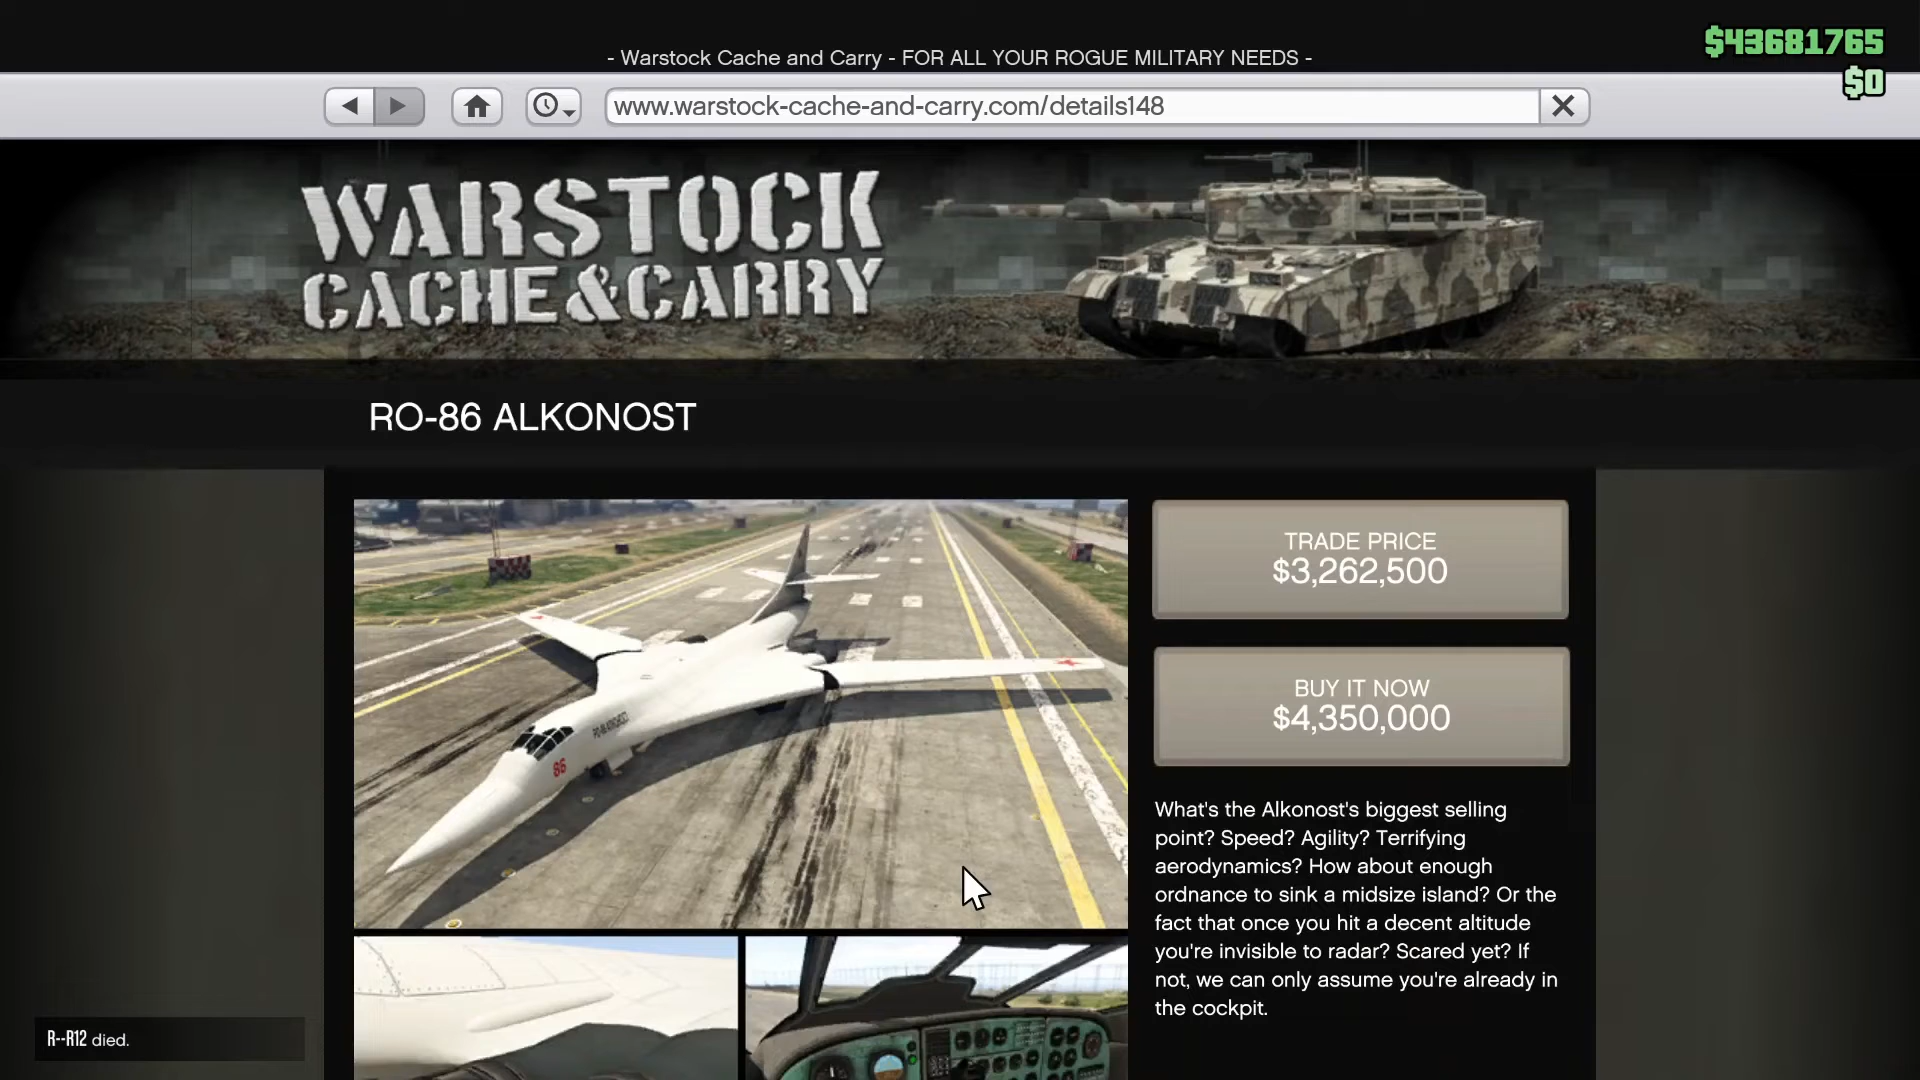 $43681765
- Warstock Cache and Carry - FOR ALL YOUR ROGUE MILITARY NEEDS -
$0
www.warstock-cache-and-carry.com/details148
WARSTOCK
CACHE & CARRY
RO-86 ALKONOST
86
TRADE PRICE
$3,262,500
BUY IT NOW
$4,350,000
What's the Alkonost's biggest selling
point? Speed? Agility? Terrifying
aerodynamics? How about enough
ordnance to sink a midsize island? Or the
fact that once you hit a decent altitude
you're invisible to radar? Scared yet? If
not, we can only assume you're already in
the cockpit.
R--R12 died.